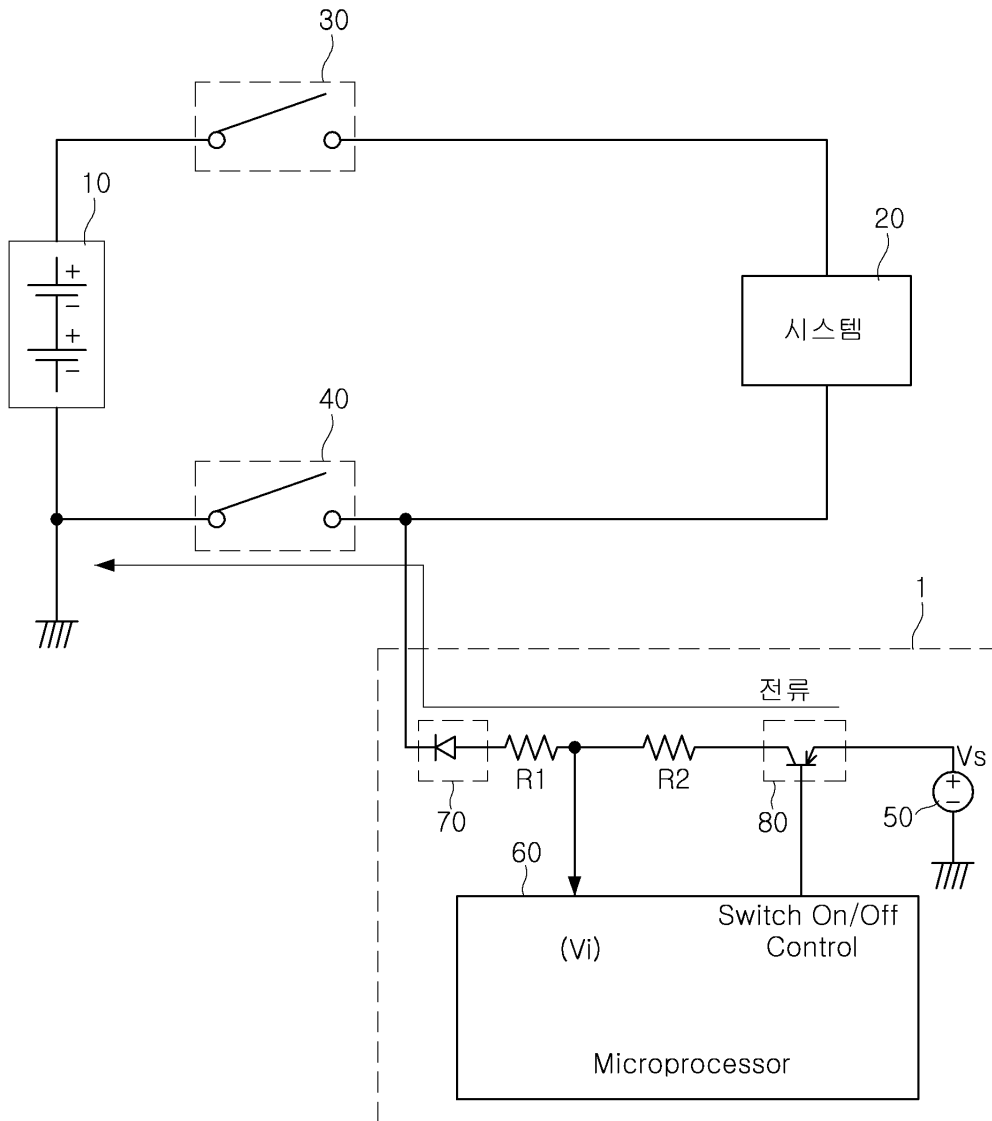 30
10
+
−
+
−
20
시스템
40
1
전류
R1
R2
Vs
+
−
50
70
80
60
Switch On/Off
Control
(Vi)
Microprocessor